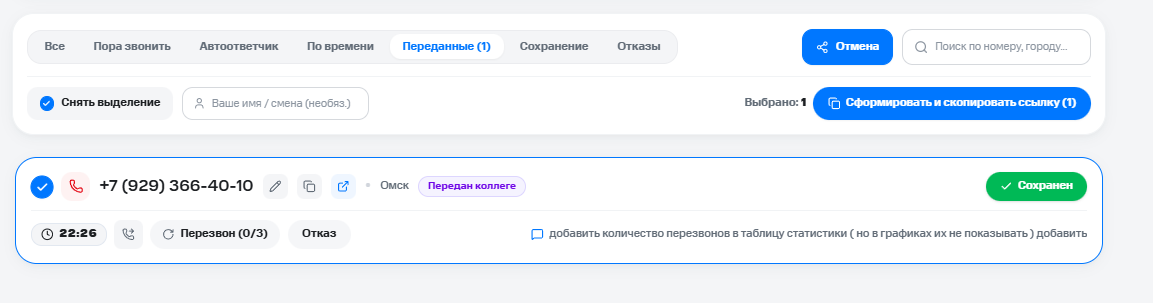 Все Пора звонить Автоответчик По времени Переданные (1) Сохранение Отказы Отмена Поиск по номеру, городу...
Снять выделение Ваше имя / смена (необяз.) Выбрано: 1 Сформировать и скопировать ссылку (1)
+7 (929) 366-40-10 Омск Передан коллеге Сохранен
22:26 Перезвон (0/3) Отказ добавить количество перезвонов в таблицу статистики ( но в графиках их не показывать ) добавить